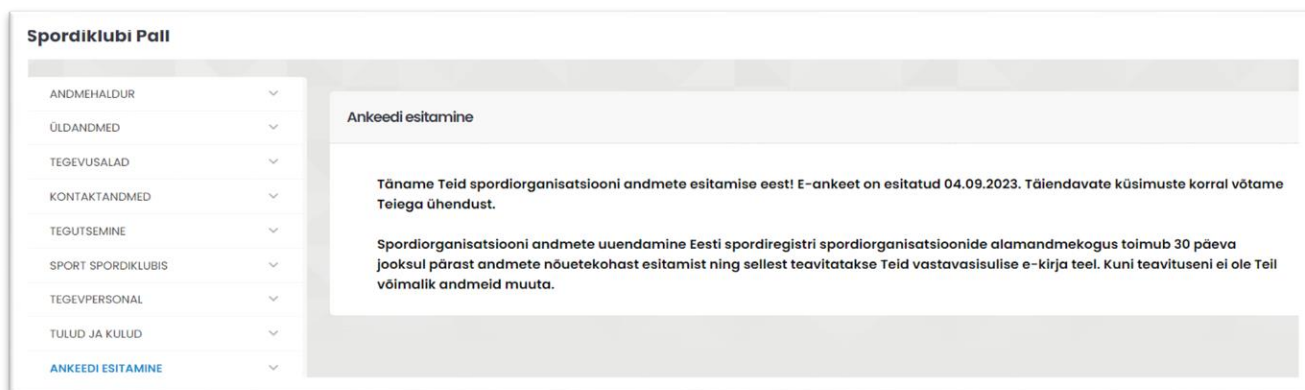 Spordiklubi Pall
ANDMEHALDUR
ÜLDANDMED
TEGEVUSALAD
KONTAKTANDMED
TEGUTSEMINE
SPORT SPORDIKLUBIS
TEGEVPERSONAL
TULUD JA KULUD
ANKEEDI ESITAMINE
Ankeedi esitamine
Täname Teid spordiorganisatsiooni andmete esitamise eest! E-ankeet on esitatud 04.09.2023. Täiendavate küsimuste korral võtame
Teiega ühendust.
Spordiorganisatsiooni andmete uuendamine Eesti spordiregistri spordiorganisatsioonide alamandmekogus toimub 30 päeva
jooksul pärast andmete nõuetekohast esitamist ning sellest teavitatakse Teid vastavasisulise e-kirja teel. Kuni teavituseni ei ole Teil
võimalik andmeid muuta.